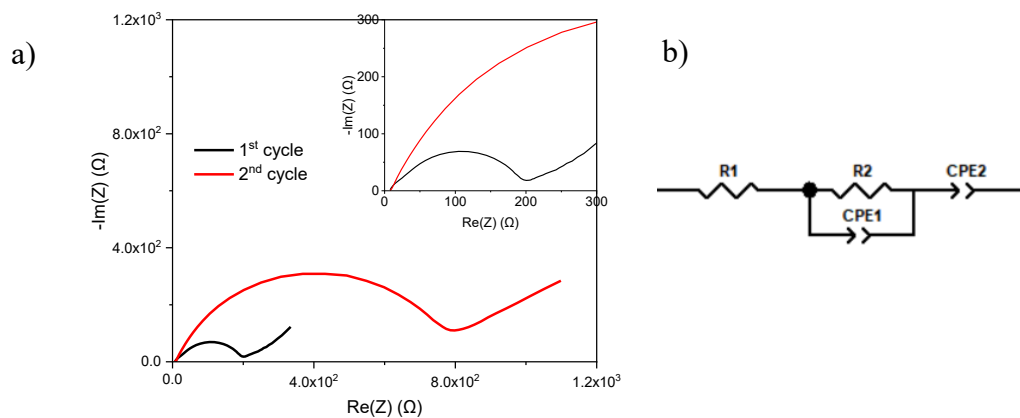 a)
b)
1.2x10³
8.0x10²
4.0x10²
0.0
-Im(Z) (Ω)
0.0
4.0x10²
8.0x10²
1.2x10³
Re(Z) (Ω)
1ˢᵗ cycle
2ⁿᵈ cycle
300
200
100
0
-Im(Z) (Ω)
0
100
200
300
Re(Z) (Ω)
R1
R2
CPE1
CPE2